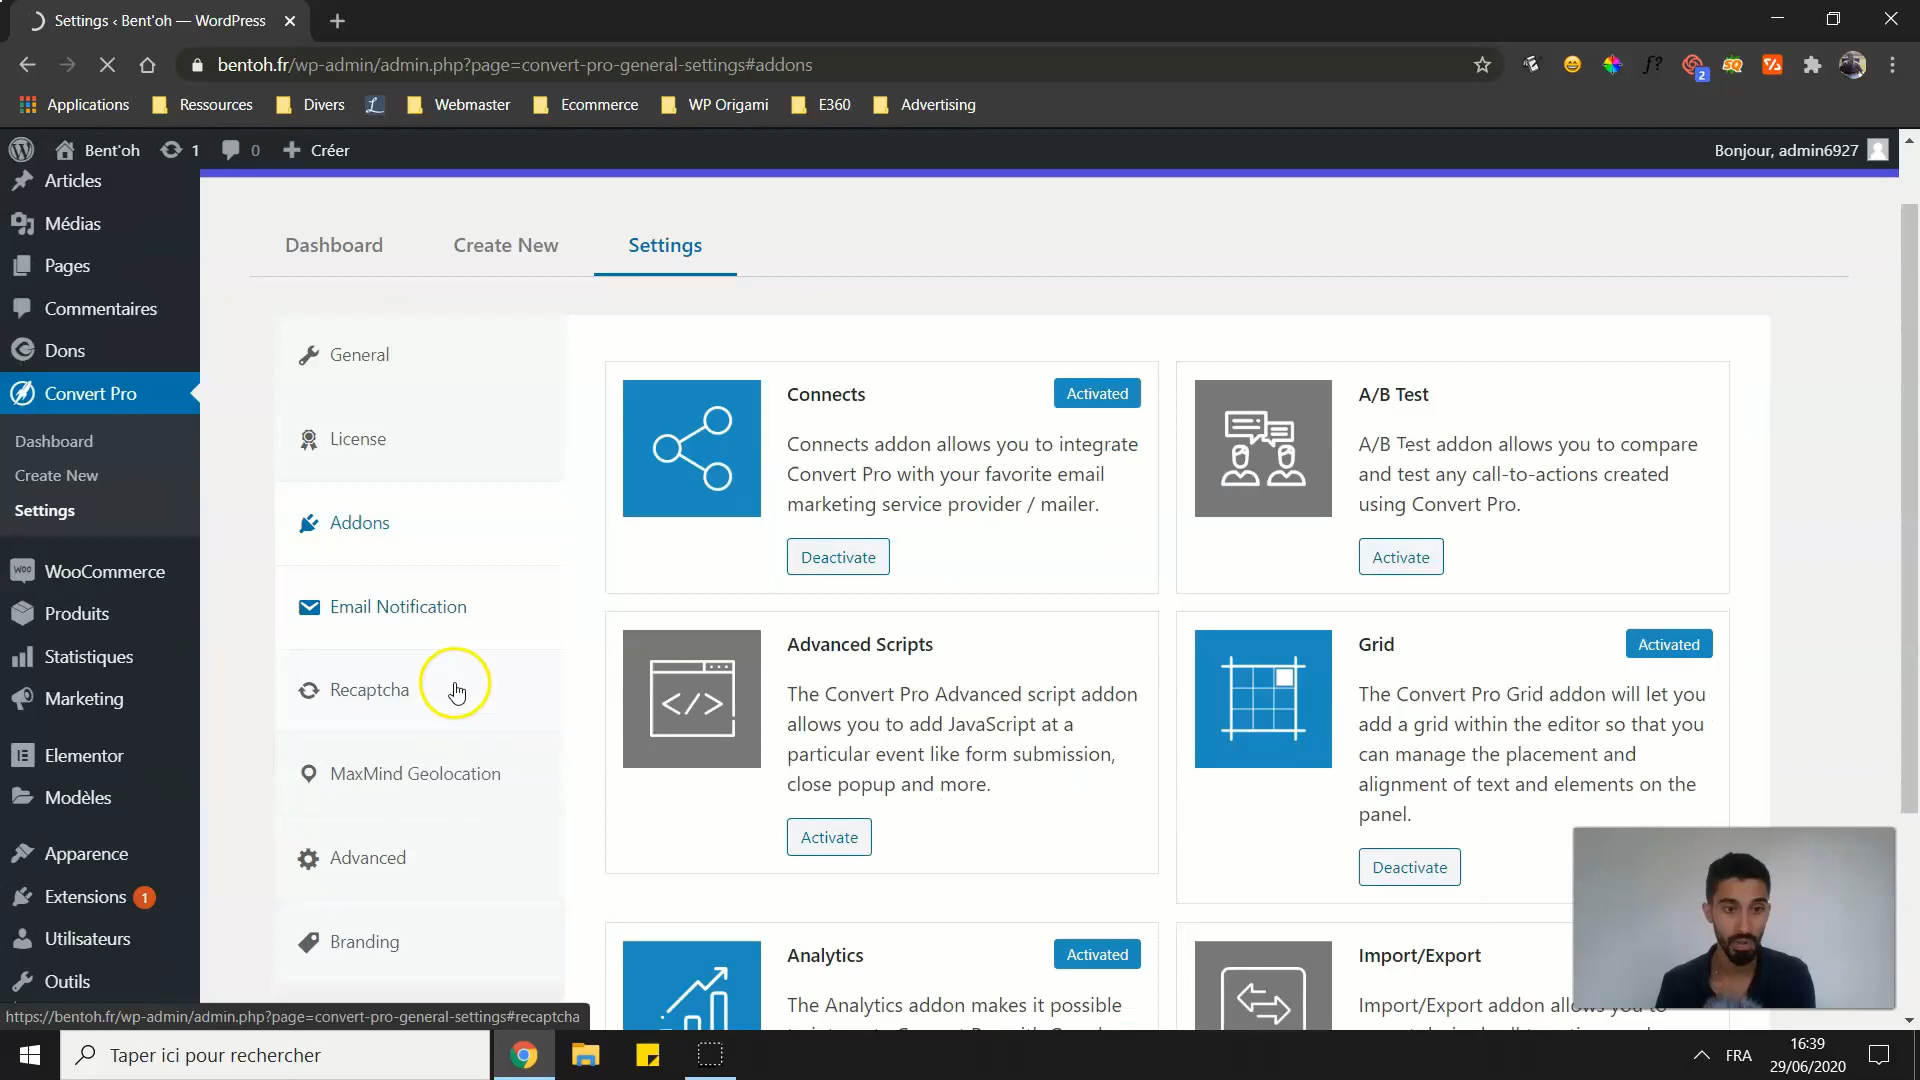 Settings ‹ Bent'oh — WordPress
bentoh.fr/wp-admin/admin.php?page=convert-pro-general-settings#addons
f?
2
SQ
Applications
Ressources
Divers
L
Webmaster
Ecommerce
WP Origami
E360
Advertising
Bent'oh
1
0
Créer
Bonjour, admin6927
Articles
Médias
Pages
Commentaires
Dons
Convert Pro
Dashboard
Create New
Settings
WooCommerce
Produits
Statistiques
Marketing
Elementor
Modèles
Apparence
Extensions 1
Utilisateurs
Outils
Dashboard
Create New
Settings
General
License
Addons
Email Notification
Recaptcha
MaxMind Geolocation
Advanced
Branding
Connects
Activated
Connects addon allows you to integrate
Convert Pro with your favorite email
marketing service provider / mailer.
Deactivate
A/B Test
A/B Test addon allows you to compare
and test any call-to-actions created
using Convert Pro.
Activate
Advanced Scripts
The Convert Pro Advanced script addon
allows you to add JavaScript at a
particular event like form submission,
close popup and more.
Activate
Grid
Activated
The Convert Pro Grid addon will let you
add a grid within the editor so that you
can manage the placement and
alignment of text and elements on the
panel.
Deactivate
Analytics
Activated
The Analytics addon makes it possible
Import/Export
Import/Export addon allows you to
https://bentoh.fr/wp-admin/admin.php?page=convert-pro-general-settings#recaptcha
Taper ici pour rechercher
FRA
16:39
29/06/2020